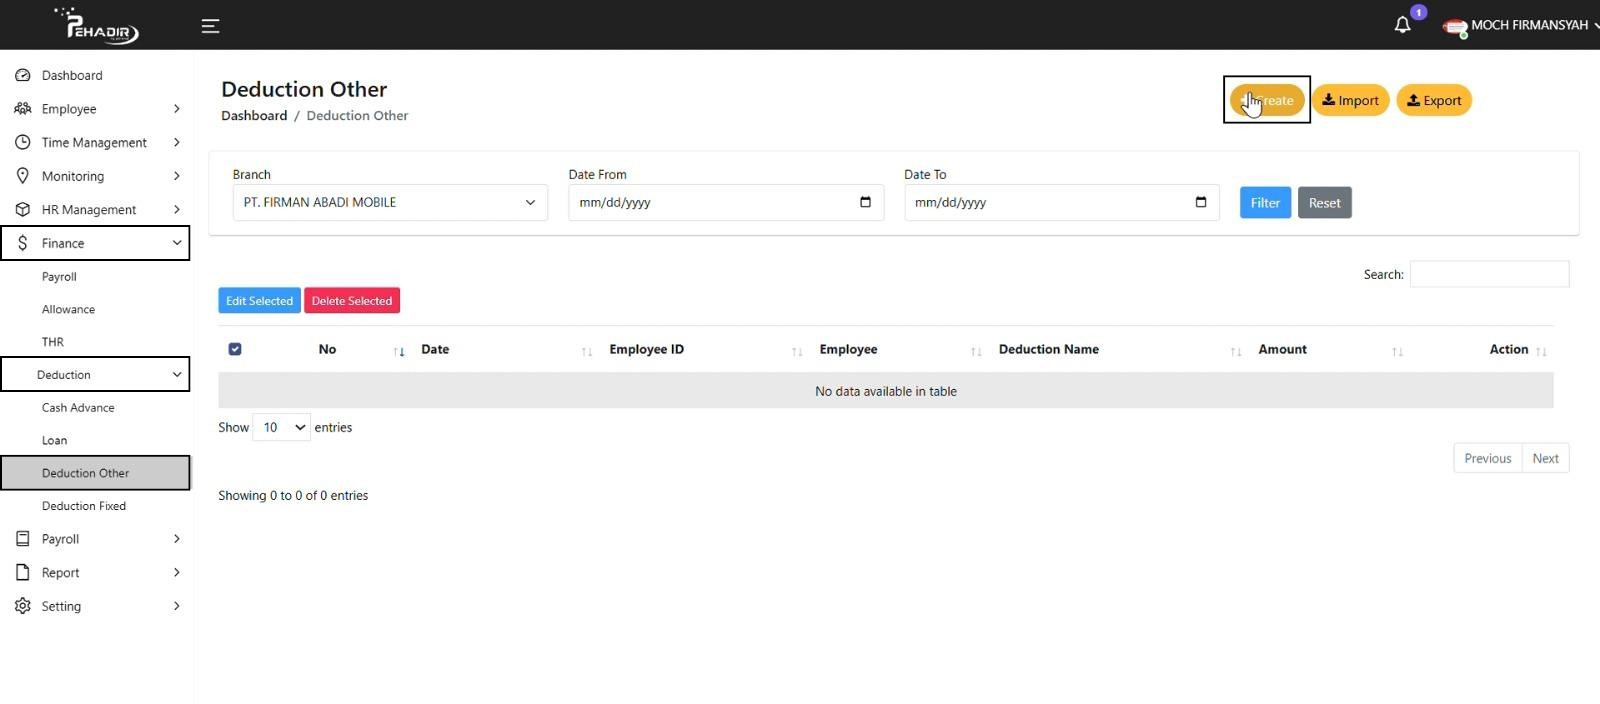 PEHADIR
1
MOCH FIRMANSYAH
Dashboard
Employee
Time Management
Monitoring
HR Management
Finance
Payroll
Allowance
THR
Deduction
Cash Advance
Loan
Deduction Other
Deduction Fixed
Payroll
Report
Setting
Deduction Other
Dashboard / Deduction Other
Create Import Export
Branch Date From Date To
PT. FIRMAN ABADI MOBILE mm/dd/yyyy mm/dd/yyyy Filter Reset
Search:
Edit Selected Delete Selected
No Date Employee ID Employee Deduction Name Amount Action
No data available in table
Show 10 entries
Previous Next
Showing 0 to 0 of 0 entries